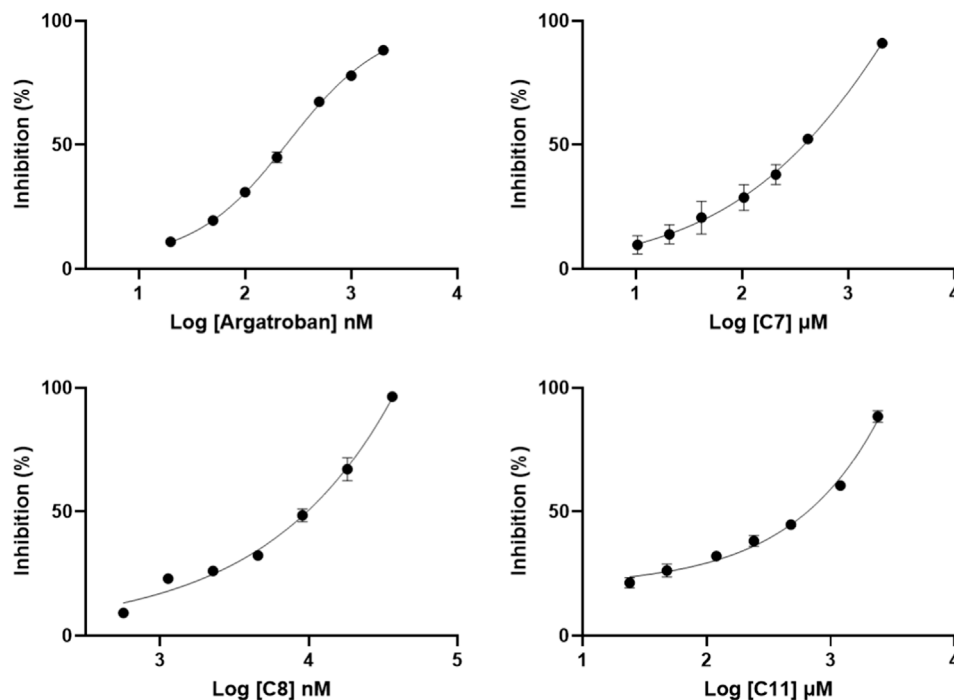 100
50
0
Inhibition (%)
1 2 3 4
Log [Argatroban] nM
100
50
0
Inhibition (%)
1 2 3 4
Log [C7] µM
100
50
0
Inhibition (%)
3 4 5
Log [C8] nM
100
50
0
Inhibition (%)
1 2 3 4
Log [C11] µM